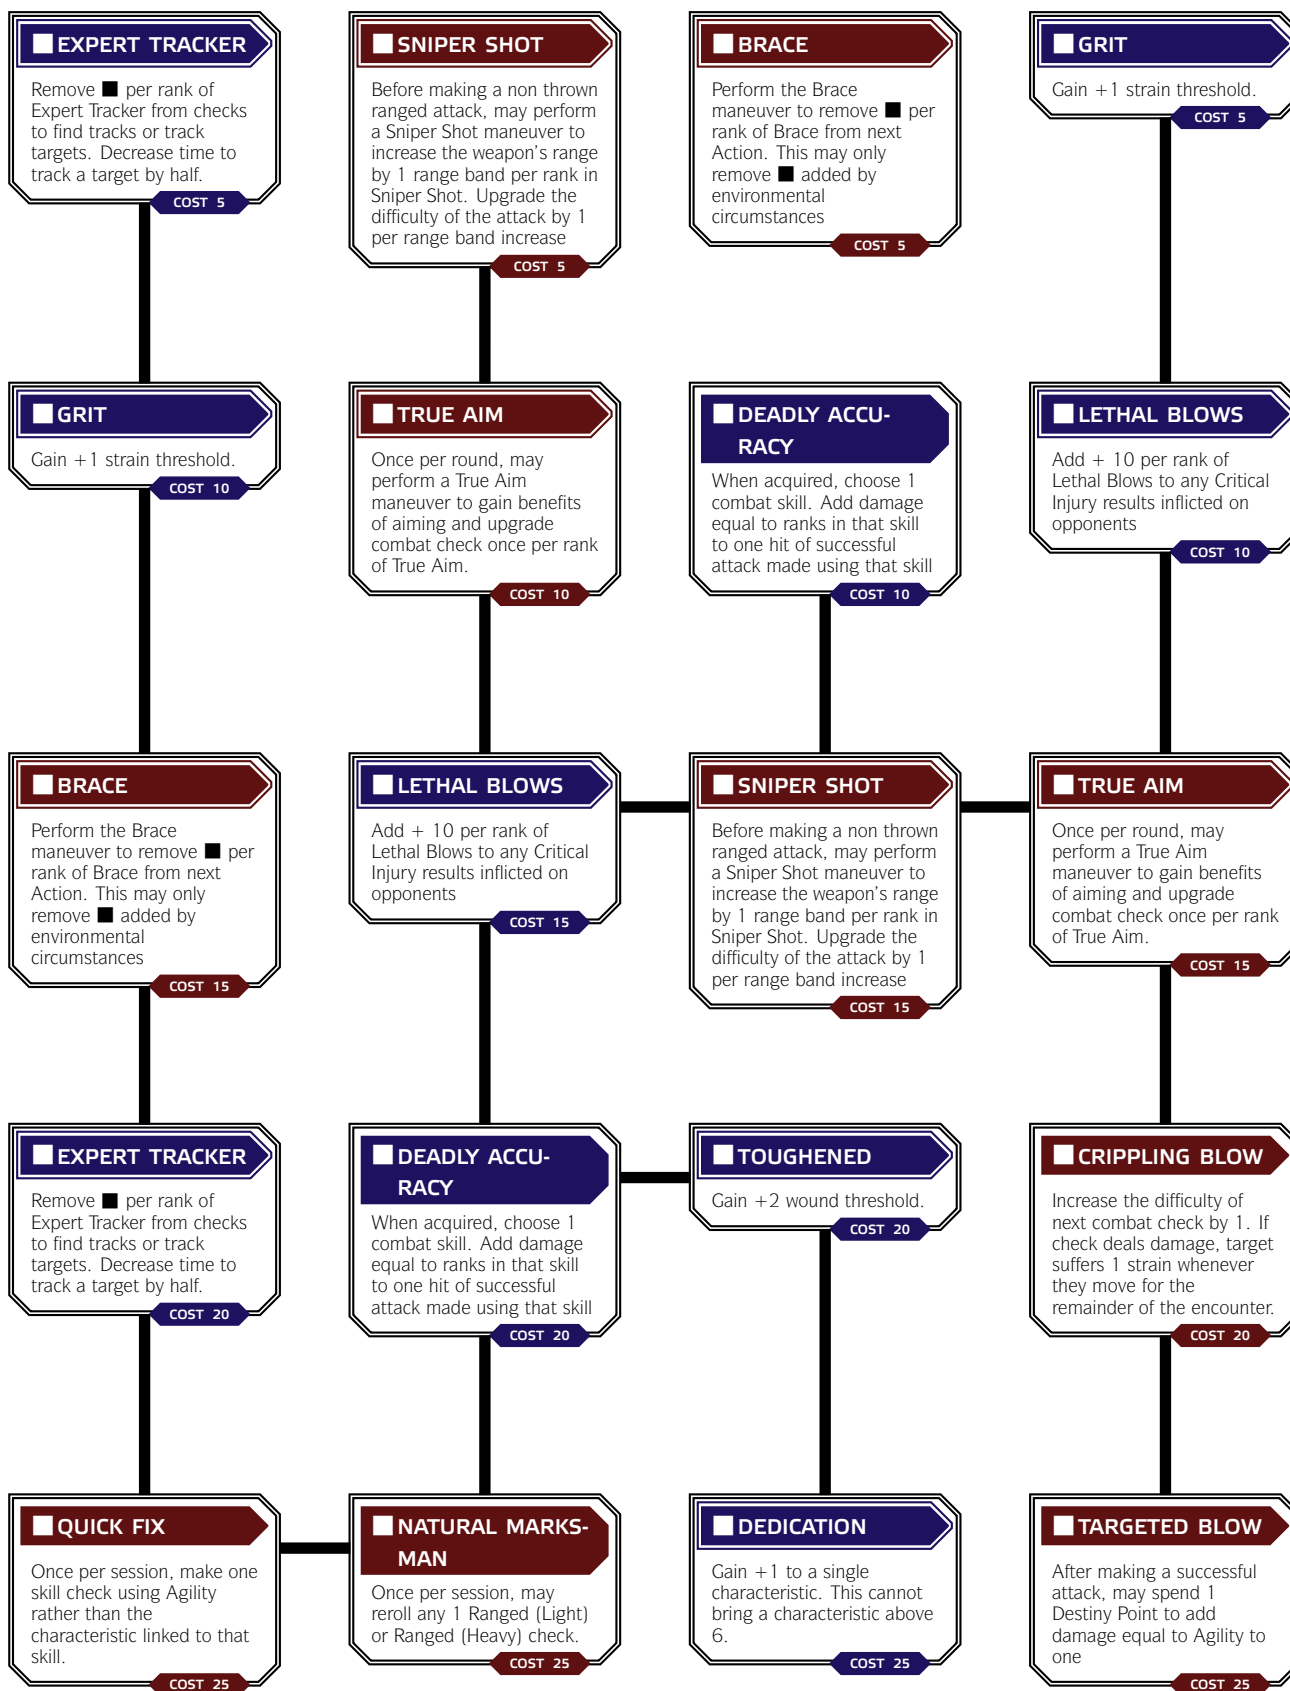 EXPERT TRACKER
Remove ■ per rank of
Expert Tracker from checks
to find tracks or track
targets. Decrease time to
track a target by half.
COST 5
SNIPER SHOT
Before making a non thrown
ranged attack, may perform
a Sniper Shot maneuver to
increase the weapon's range
by 1 range band per rank in
Sniper Shot. Upgrade the
difficulty of the attack by 1
per range band increase
COST 5
BRACE
Perform the Brace
maneuver to remove ■ per
rank of Brace from next
Action. This may only
remove ■ added by
environmental
circumstances
COST 5
GRIT
Gain +1 strain threshold.
COST 5
GRIT
Gain +1 strain threshold.
COST 10
TRUE AIM
Once per round, may
perform a True Aim
maneuver to gain benefits
of aiming and upgrade
combat check once per rank
of True Aim.
COST 10
DEADLY ACCU-
RACY
When acquired, choose 1
combat skill. Add damage
equal to ranks in that skill
to one hit of successful
attack made using that skill
COST 10
LETHAL BLOWS
Add + 10 per rank of
Lethal Blows to any Critical
Injury results inflicted on
opponents
COST 10
BRACE
Perform the Brace
maneuver to remove ■ per
rank of Brace from next
Action. This may only
remove ■ added by
environmental
circumstances
COST 15
LETHAL BLOWS
Add + 10 per rank of
Lethal Blows to any Critical
Injury results inflicted on
opponents
COST 15
SNIPER SHOT
Before making a non thrown
ranged attack, may perform
a Sniper Shot maneuver to
increase the weapon's range
by 1 range band per rank in
Sniper Shot. Upgrade the
difficulty of the attack by 1
per range band increase
COST 15
TRUE AIM
Once per round, may
perform a True Aim
maneuver to gain benefits
of aiming and upgrade
combat check once per rank
of True Aim.
COST 15
EXPERT TRACKER
Remove ■ per rank of
Expert Tracker from checks
to find tracks or track
targets. Decrease time to
track a target by half.
COST 20
DEADLY ACCU-
RACY
When acquired, choose 1
combat skill. Add damage
equal to ranks in that skill
to one hit of successful
attack made using that skill
COST 20
TOUGHENED
Gain +2 wound threshold.
COST 20
CRIPPLING BLOW
Increase the difficulty of
next combat check by 1. If
check deals damage, target
suffers 1 strain whenever
they move for the
remainder of the encounter.
COST 20
QUICK FIX
Once per session, make one
skill check using Agility
rather than the
characteristic linked to that
skill.
COST 25
NATURAL MARKS-
MAN
Once per session, may
reroll any 1 Ranged (Light)
or Ranged (Heavy) check.
COST 25
DEDICATION
Gain +1 to a single
characteristic. This cannot
bring a characteristic above
6.
COST 25
TARGETED BLOW
After making a successful
attack, may spend 1
Destiny Point to add
damage equal to Agility to
one
COST 25